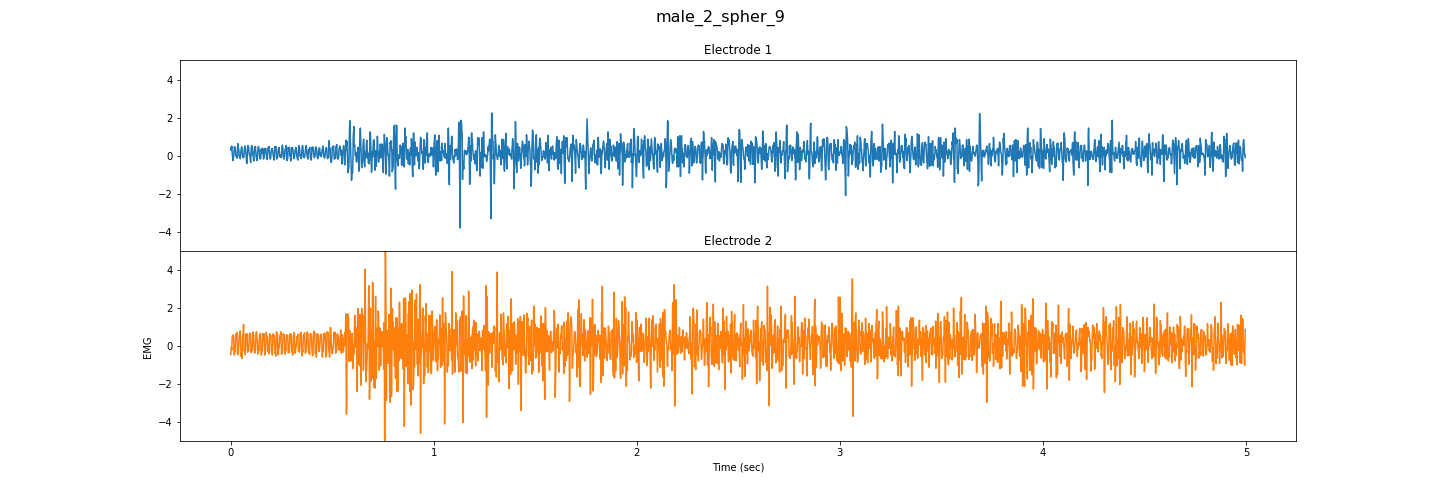 male_2_spher_9
Electrode 1
4
2
0
−2
−4
Electrode 2
4
2
0
−2
−4
EMG
0 1 2 3 4 5
Time (sec)